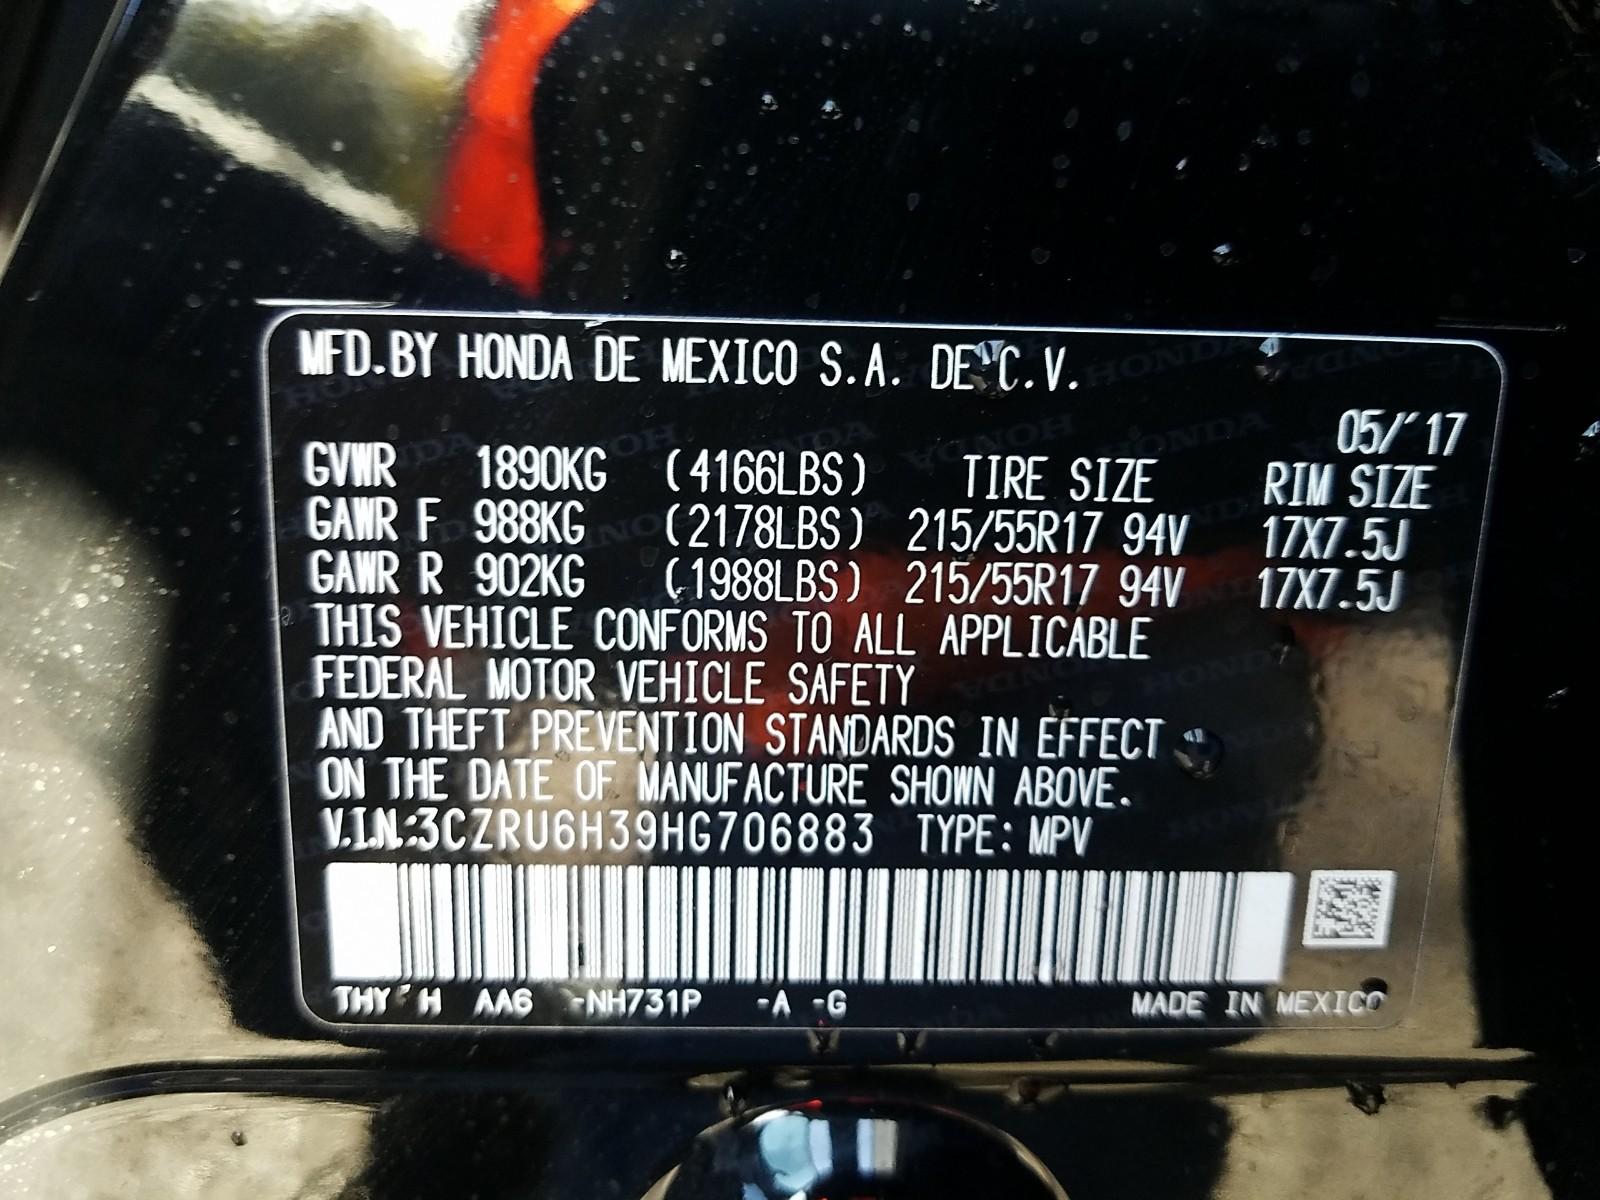 MFD.BY HONDA DE MEXICO S.A. DE C.V.
05/'17
GVWR 1890KG (4166LBS) TIRE SIZE RIM SIZE
GAWR F 988KG (2178LBS) 215/55R17 94V 17X7.5J
GAWR R 902KG (1988LBS) 215/55R17 94V 17X7.5J
THIS VEHICLE CONFORMS TO ALL APPLICABLE
FEDERAL MOTOR VEHICLE SAFETY
AND THEFT PREVENTION STANDARDS IN EFFECT
ON THE DATE OF MANUFACTURE SHOWN ABOVE.
V.I.N.:3CZRU6H39HG706883 TYPE: MPV
THY H AA6 -NH731P -A -G MADE IN MEXICO